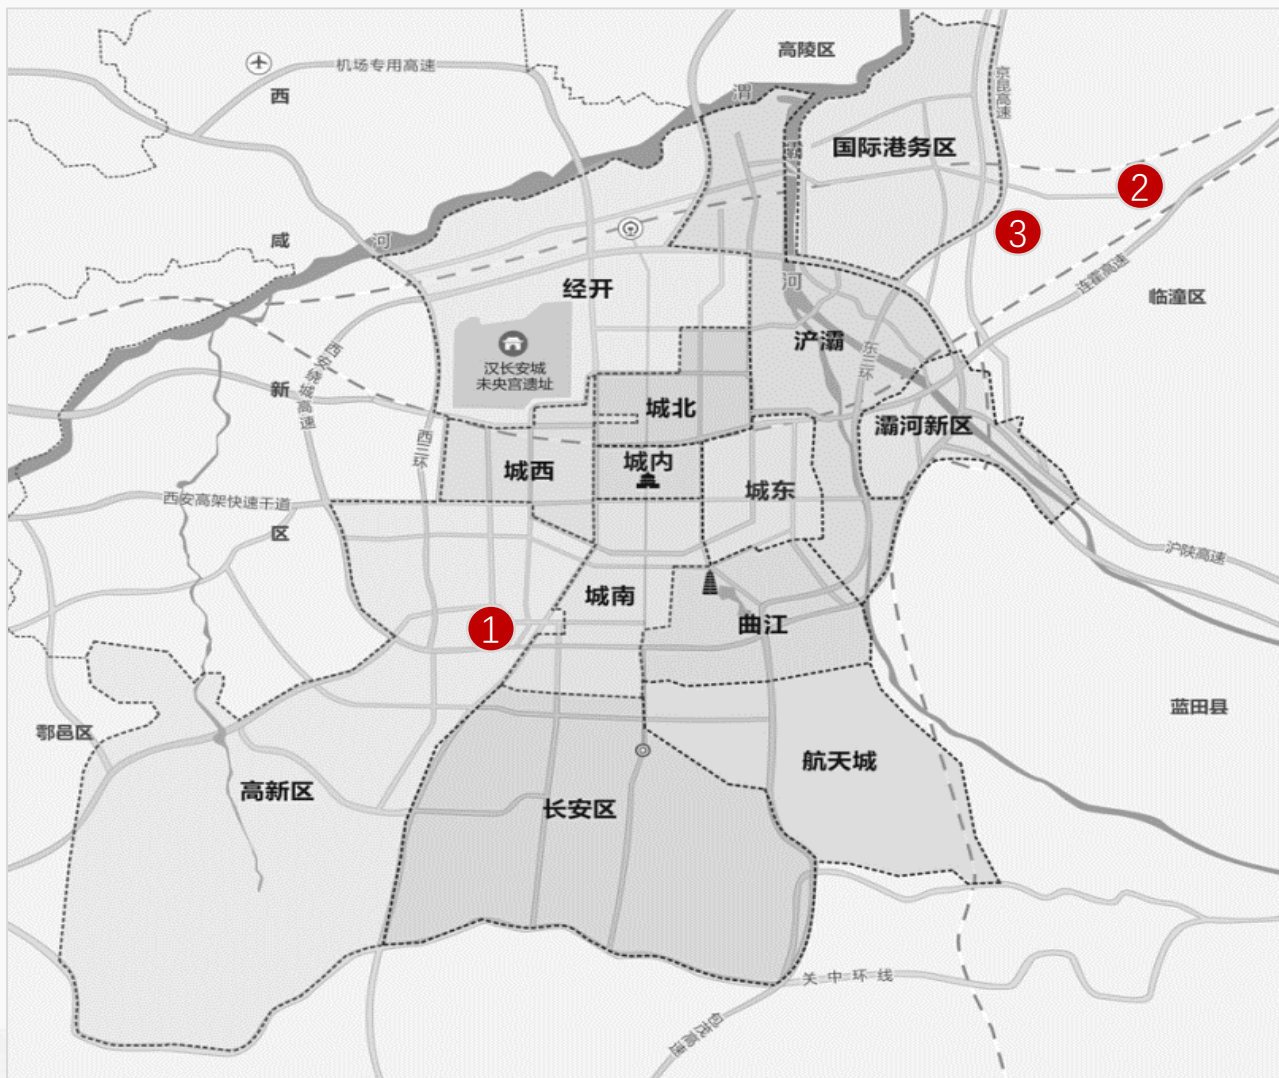 高陵区
机场专用高速
京昆高速
西
渭
灞
国际港务区
2
3
咸
河
河
连霍高速
经开
临潼区
浐灞
东三环
汉长安城
未央宫遗址
西安绕城高速
新
城北
灞河新区
西三环
城内
城西
城东
西安高架快速干道
区
沪陕高速
城南
1
曲江
鄠邑区
蓝田县
航天城
高新区
长安区
关中环线
包茂高速